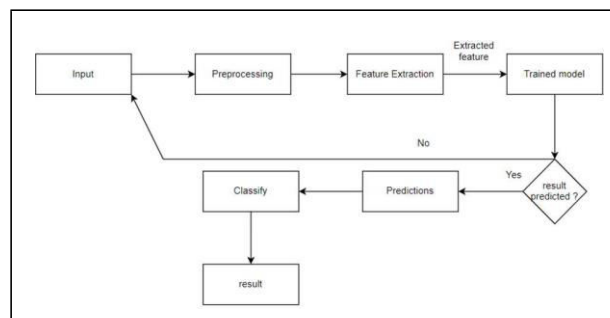 Input
Preprocessing
Feature Extraction
Extracted
feature
Trained model
No
Yes
result
predicted ?
Predictions
Classify
result